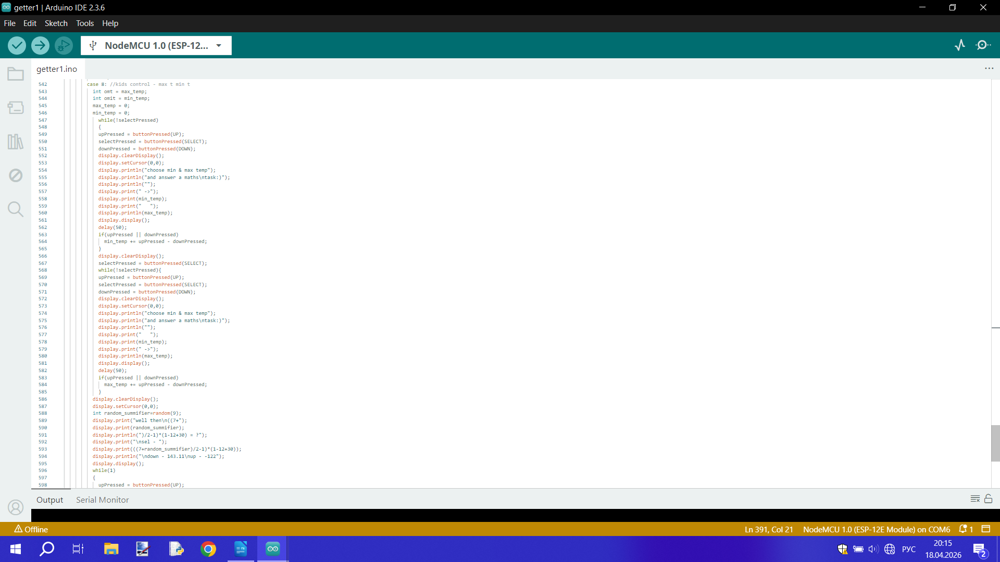 getter1 | Arduino IDE 2.3.6
File Edit Sketch Tools Help
NodeMCU 1.0 (ESP-12...
getter1.ino
542 case 8: //kids control - max t min t
543 int omt = max_temp;
544 int omit = min_temp;
545 max_temp = 0;
546 min_temp = 0;
547 while(!selectPressed)
548 {
549 upPressed = buttonPressed(UP);
550 selectPressed = buttonPressed(SELECT);
551 downPressed = buttonPressed(DOWN);
552 display.clearDisplay();
553 display.setCursor(0,0);
554 display.println("choose min & max temp");
555 display.println("and answer a maths\ntask:)");
556 display.println("");
557 display.print(" ->");
558 display.print(min_temp);
559 display.print("   ");
560 display.println(max_temp);
561 display.display();
562 delay(50);
563 if(upPressed || downPressed)
564 min_temp += upPressed - downPressed;
565 }
566 display.clearDisplay();
567 selectPressed = buttonPressed(SELECT);
568 while(!selectPressed){
569 upPressed = buttonPressed(UP);
570 selectPressed = buttonPressed(SELECT);
571 downPressed = buttonPressed(DOWN);
572 display.clearDisplay();
573 display.setCursor(0,0);
574 display.println("choose min & max temp");
575 display.println("and answer a maths\ntask:)");
576 display.println("");
577 display.print("   ");
578 display.print(min_temp);
579 display.print(" ->");
580 display.println(max_temp);
581 display.display();
582 delay(50);
583 if(upPressed || downPressed)
584 max_temp += upPressed - downPressed;
585 }
586 display.clearDisplay();
587 display.setCursor(0,0);
588 int random_summifier=random(9);
589 display.print("well then\n((7+");
590 display.print(random_summifier);
591 display.println(")/2-1)*(1-12+30) = ?");
592 display.print("\nsel - ");
593 display.print(((7+random_summifier)/2-1)*(1-12+30));
594 display.println("\ndown - 143.11\nup - -122");
595 display.display();
596 while(1)
597 {
598 upPressed = buttonPressed(UP);
Output Serial Monitor
Offline
Ln 391, Col 21 NodeMCU 1.0 (ESP-12E Module) on COM6 1
РУС
20:15
18.04.2026
2